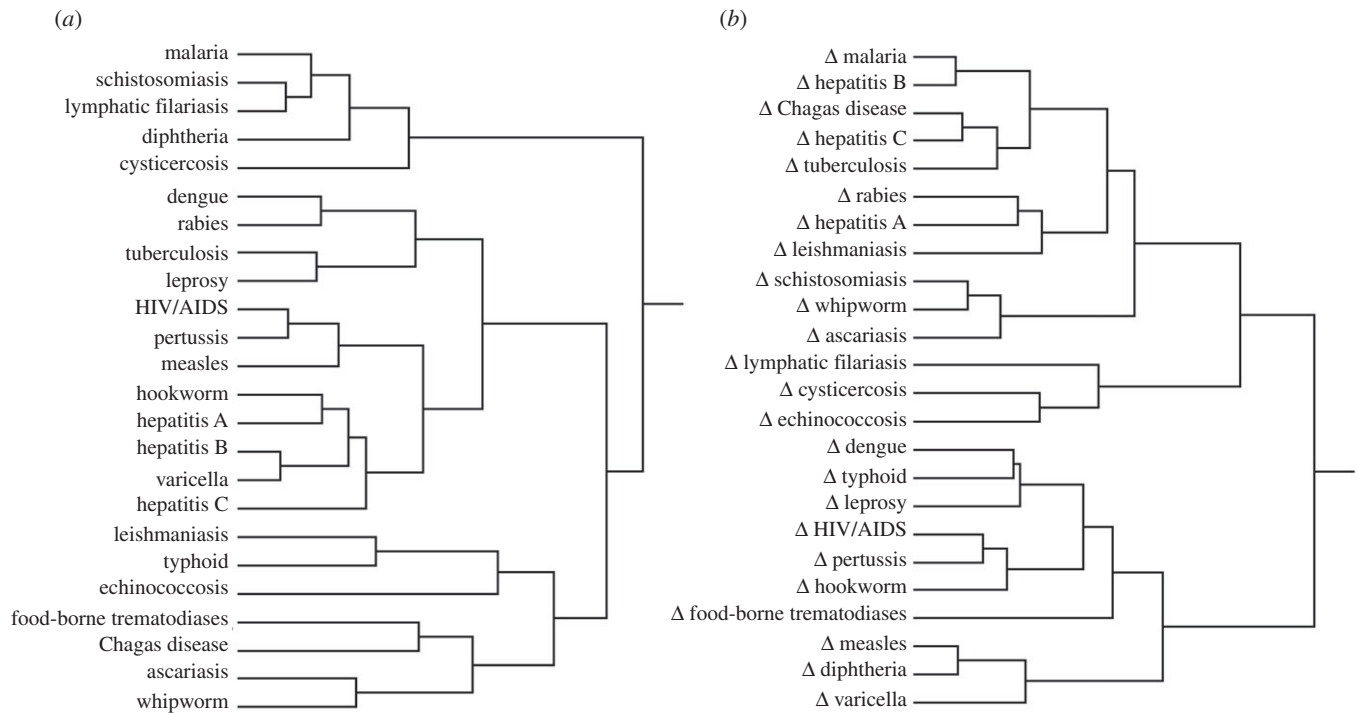 (a)
malaria
schistosomiasis
lymphatic filariasis
diphtheria
cysticercosis
dengue
rabies
tuberculosis
leprosy
HIV/AIDS
pertussis
measles
hookworm
hepatitis A
hepatitis B
varicella
hepatitis C
leishmaniasis
typhoid
echinococcosis
food-borne trematodiases
Chagas disease
ascariasis
whipworm
(b)
Δ malaria
Δ hepatitis B
Δ Chagas disease
Δ hepatitis C
Δ tuberculosis
Δ rabies
Δ hepatitis A
Δ leishmaniasis
Δ schistosomiasis
Δ whipworm
Δ ascariasis
Δ lymphatic filariasis
Δ cysticercosis
Δ echinococcosis
Δ dengue
Δ typhoid
Δ leprosy
Δ HIV/AIDS
Δ pertussis
Δ hookworm
Δ food-borne trematodiases
Δ measles
Δ diphtheria
Δ varicella